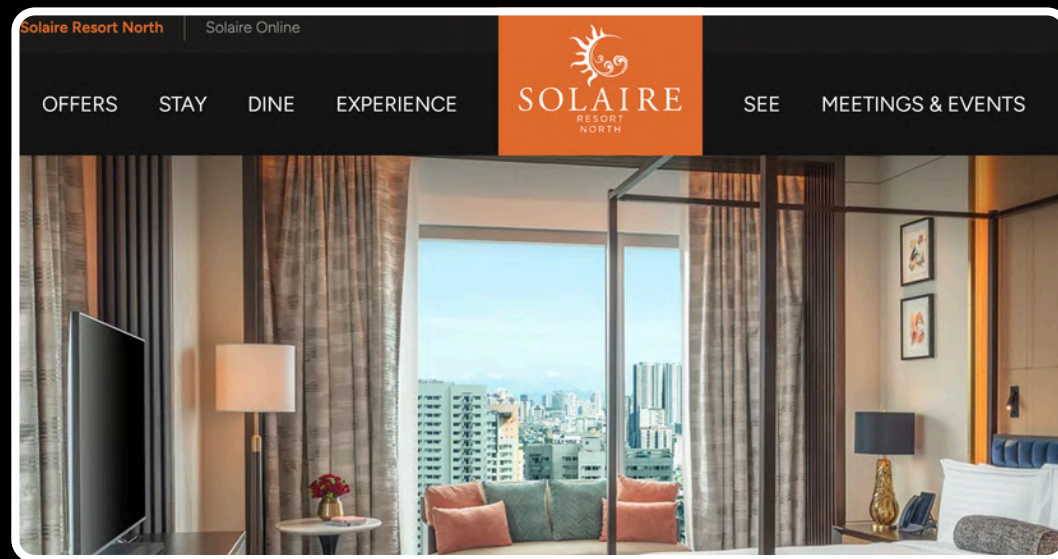 Solaire Resort North
Solaire Online
OFFERS
STAY
DINE
EXPERIENCE
SOLAIRE
RESORT
NORTH
SEE
MEETINGS & EVENTS